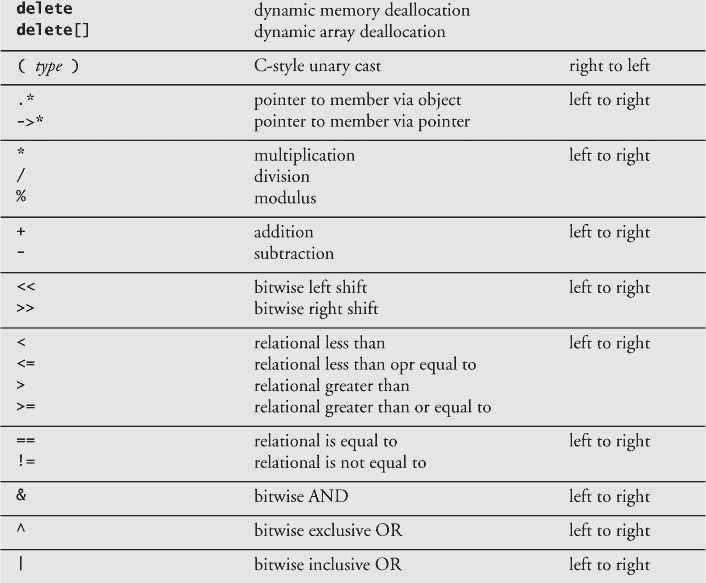 delete dynamic memory deallocation
delete[] dynamic array deallocation
( type ) C-style unary cast right to left
.* pointer to member via object left to right
->* pointer to member via pointer
* multiplication left to right
/ division
% modulus
+ addition left to right
- subtraction
<< bitwise left shift left to right
>> bitwise right shift
< relational less than left to right
<= relational less than opr equal to
> relational greater than
>= relational greater than or equal to
== relational is equal to left to right
!= relational is not equal to
& bitwise AND left to right
^ bitwise exclusive OR left to right
| bitwise inclusive OR left to right